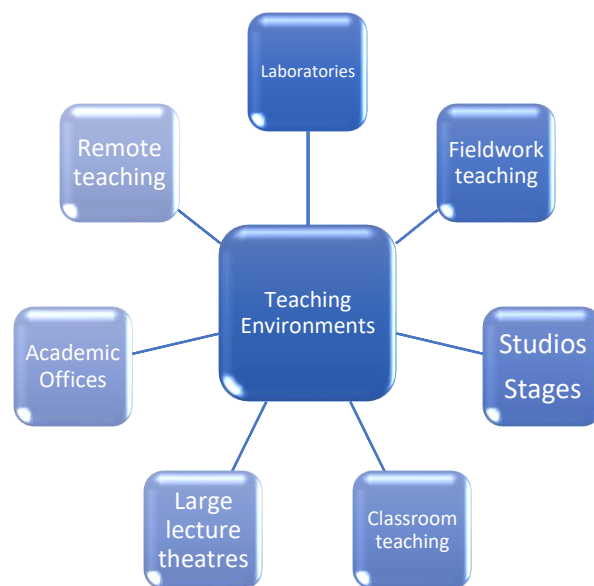 Laboratories
Remote
teaching
Fieldwork
teaching
Teaching
Environments
Academic
Offices
Studios
Stages
Large
lecture
theatres
Classroom
teaching